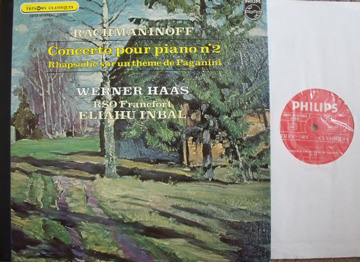 TRÉSORS CLASSIQUES
PHILIPS
RACHMANINOFF
Concerto pour piano n°2
Rhapsodie sur un thème de Paganini
WERNER HAAS
RSO Francfort
ELIAHU INBAL
PHILIPS